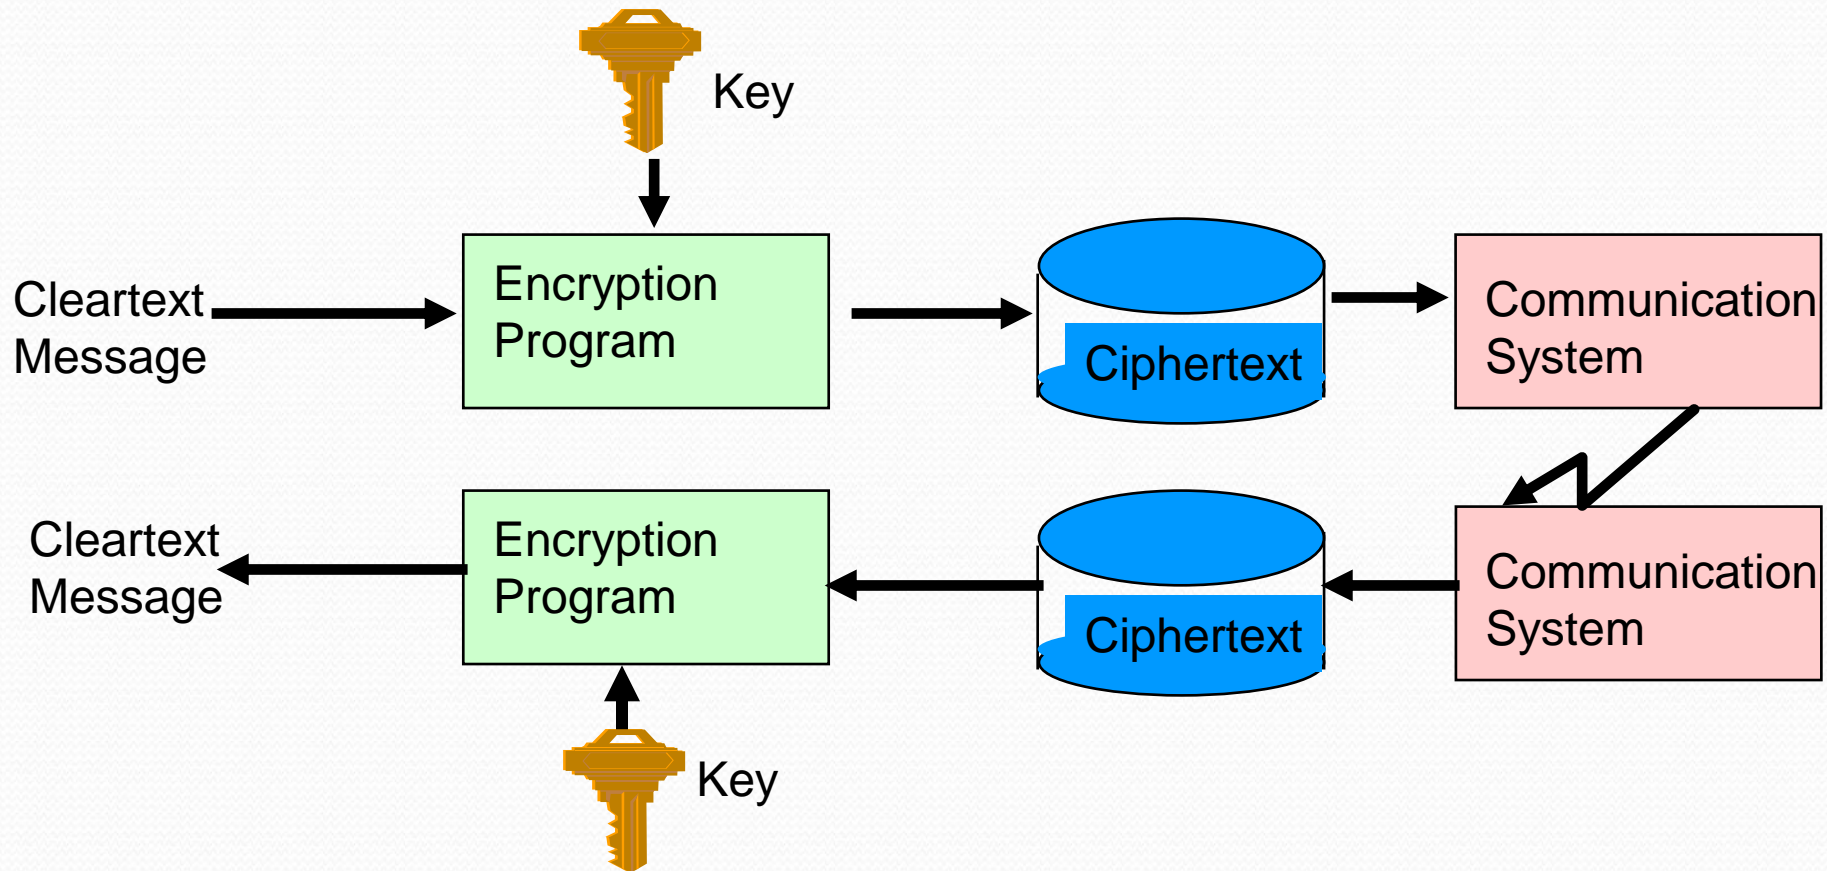 Key
Cleartext
Message
Encryption
Program
Ciphertext
Communication
System
Cleartext
Message
Encryption
Program
Ciphertext
Communication
System
Key